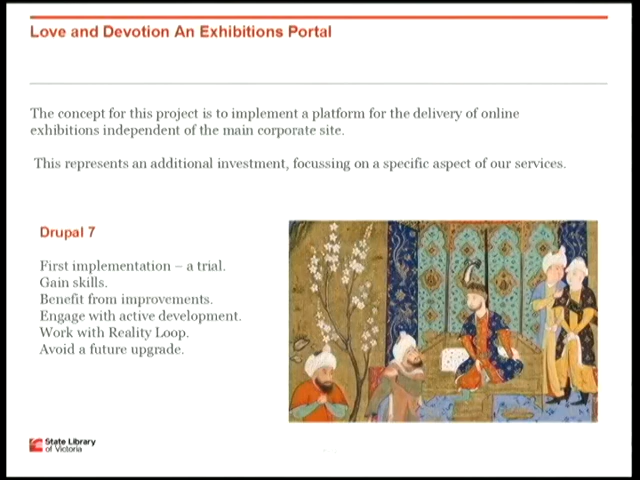 Love and Devotion An Exhibitions Portal
The concept for this project is to implement a platform for the delivery of online
exhibitions independent of the main corporate site.
This represents an additional investment, focussing on a specific aspect of our services.
Drupal 7
First implementation – a trial.
Gain skills.
Benefit from improvements.
Engage with active development.
Work with Reality Loop.
Avoid a future upgrade.
State Library
of Victoria